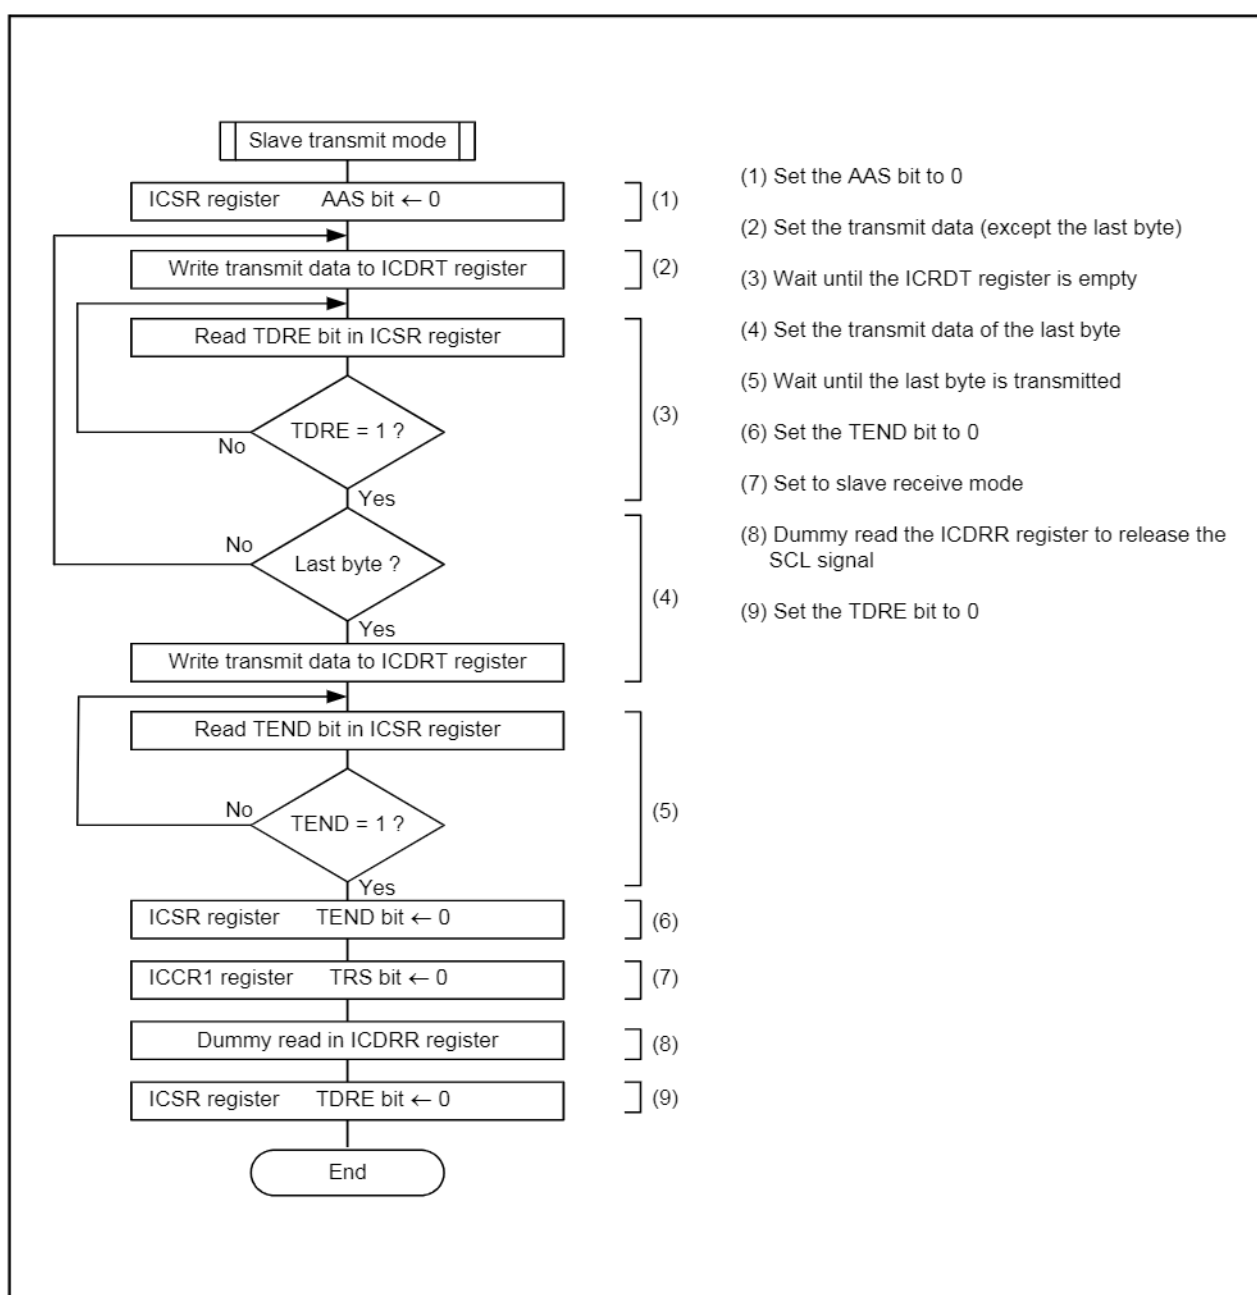 Slave transmit mode
ICSR register AAS bit ← 0
(1)
Write transmit data to ICDRT register
(2)
Read TDRE bit in ICSR register
TDRE = 1 ?
No
(3)
Yes
No
Last byte ?
(4)
Yes
Write transmit data to ICDRT register
Read TEND bit in ICSR register
No
TEND = 1 ?
(5)
Yes
ICSR register TEND bit ← 0
(6)
ICCR1 register TRS bit ← 0
(7)
Dummy read in ICDRR register
(8)
ICSR register TDRE bit ← 0
(9)
End
(1) Set the AAS bit to 0
(2) Set the transmit data (except the last byte)
(3) Wait until the ICRDT register is empty
(4) Set the transmit data of the last byte
(5) Wait until the last byte is transmitted
(6) Set the TEND bit to 0
(7) Set to slave receive mode
(8) Dummy read the ICDRR register to release the
SCL signal
(9) Set the TDRE bit to 0